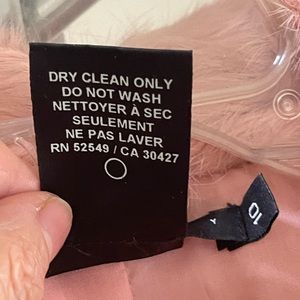 DRY CLEAN ONLY
DO NOT WASH
NETTOYER À SEC
SEULEMENT
NE PAS LAVER
RN 52549 / CA 30427
10